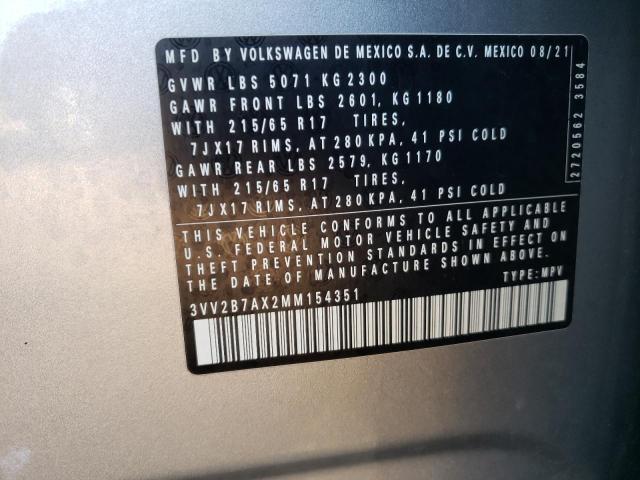 MFD BY VOLKSWAGEN DE MEXICO S.A. DE C.V. MEXICO 08/21
GVWR LBS 5071 KG 2300
GAWR FRONT LBS 2601, KG 1180
WITH 215/65 R17 TIRES,
7JX17 RIMS, AT 280 KPA, 41 PSI COLD
GAWR REAR LBS 2579, KG 1170
WITH 215/65 R17 TIRES,
7JX17 RIMS, AT 280 KPA, 41 PSI COLD
THIS VEHICLE CONFORMS TO ALL APPLICABLE
U.S. FEDERAL MOTOR VEHICLE SAFETY AND
THEFT PREVENTION STANDARDS IN EFFECT ON
THE DATE OF MANUFACTURE SHOWN ABOVE.
TYPE: MPV
3VV2B7AX2MM154351
2720562 3584